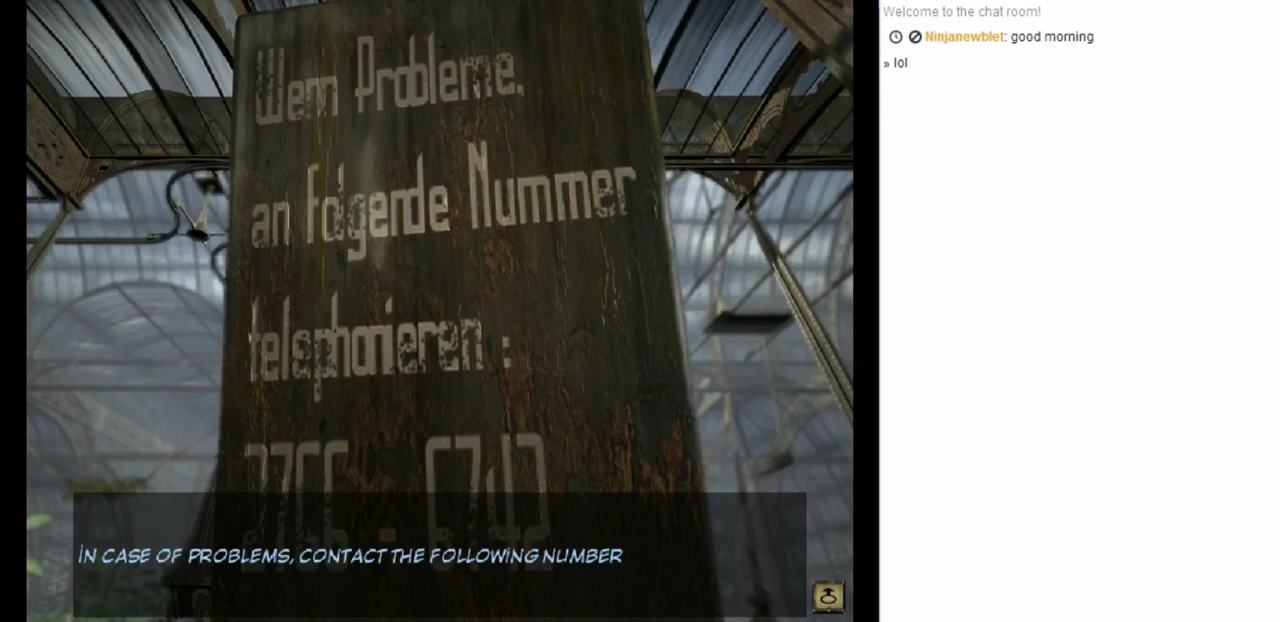 Wenn Probleme,
an folgende Nummer
telephonieren :
IN CASE OF PROBLEMS, CONTACT THE FOLLOWING NUMBER
Welcome to the chat room!
Ninjanewblet: good morning
» lol